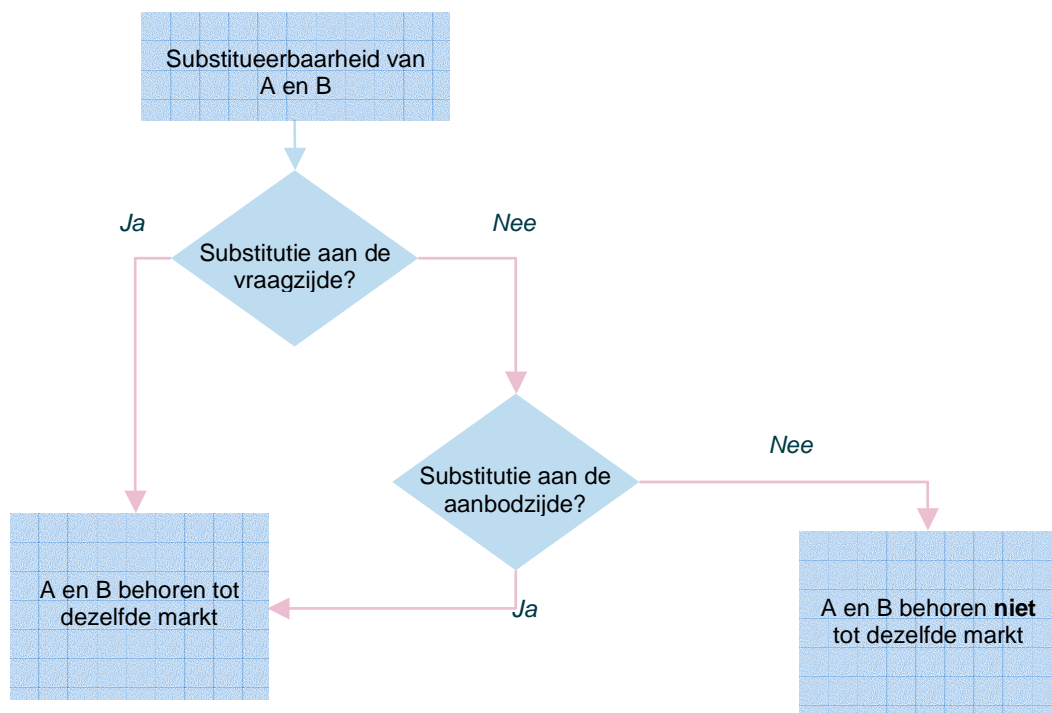 Substitueerbaarheid van
A en B
Ja
Nee
Substitutie aan de
vraagzijde?
Nee
Substitutie aan de
aanbodzijde?
A en B behoren tot
dezelfde markt
Ja
A en B behoren niet
tot dezelfde markt